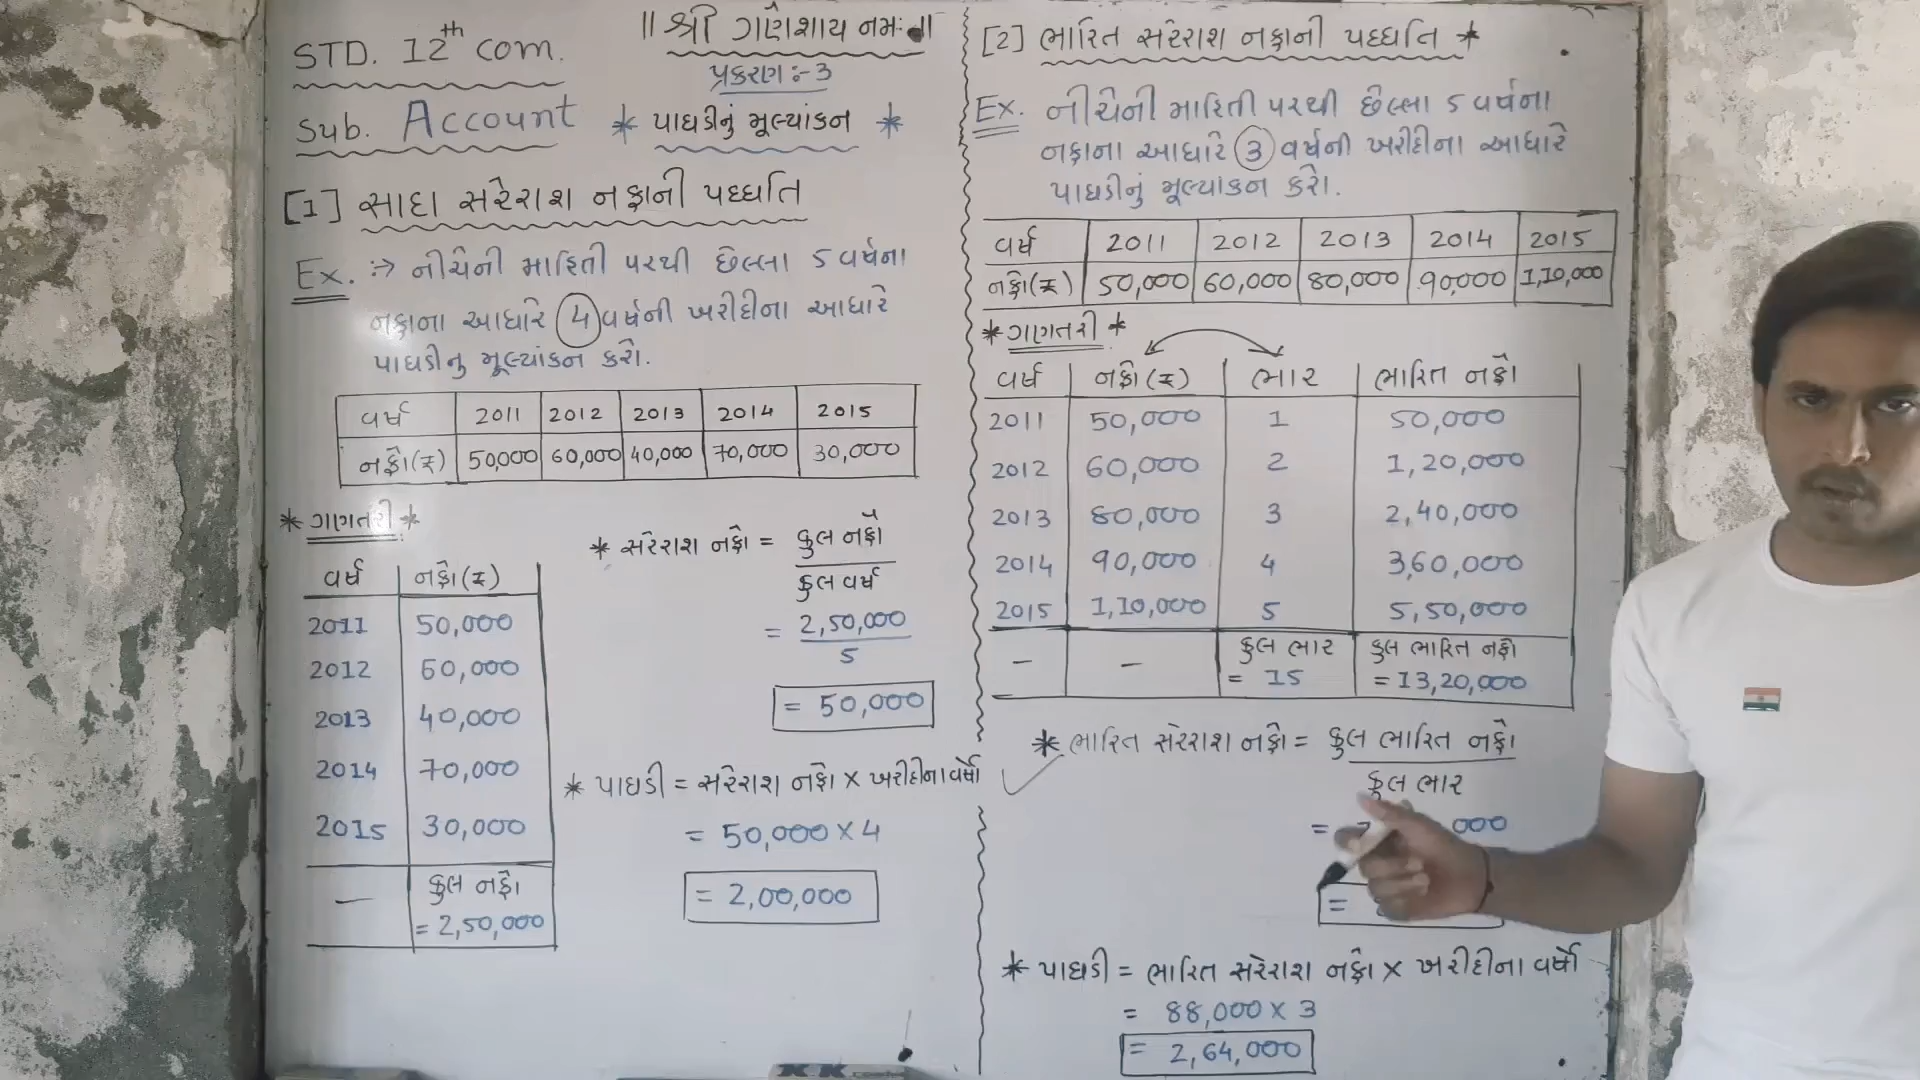 STD. 12th com.
॥ શ્રી ગણેશાય નમઃ ॥
પ્રકરણ :- 3
Sub. Account * પાઘડીનું મૂલ્યાંકન *
[1] સાદા સરેરાશ નફાની પધ્ધતિ
Ex. :→ નીચેની માહિતી પરથી છેલ્લા 5 વર્ષના
નફાના આધારે 4 વર્ષની ખરીદીના આધારે
પાઘડીનુ મૂલ્યાંકન કરો.
વર્ષ 2011 2012 2013 2014 2015
નફો(₹) 50,000 60,000 40,000 70,000 30,000
* ગણતરી *
વર્ષ નફો(₹)
2011 50,000
2012 60,000
2013 40,000
2014 70,000
2015 30,000
— કુલ નફો
= 2,50,000
* સરેરાશ નફો = કુલ નફો
કુલ વર્ષ
= 2,50,000
5
= 50,000
* પાઘડી = સરેરાશ નફો × ખરીદીના વર્ષો
= 50,000 × 4
= 2,00,000
[2] ભારિત સરેરાશ નફાની પધ્ધતિ *
Ex. નીચેની માહિતી પરથી છેલ્લા 5 વર્ષના
નફાના આધારે 3 વર્ષની ખરીદીના આધારે
પાઘડીનું મૂલ્યાંકન કરો.
વર્ષ 2011 2012 2013 2014 2015
નફો(₹) 50,000 60,000 80,000 90,000 1,10,000
* ગણતરી *
વર્ષ નફો(₹) ભાર ભારિત નફો
2011 50,000 1 50,000
2012 60,000 2 1,20,000
2013 80,000 3 2,40,000
2014 90,000 4 3,60,000
2015 1,10,000 5 5,50,000
— — કુલ ભાર કુલ ભારિત નફો
= 15 = 13,20,000
* ભારિત સરેરાશ નફો = કુલ ભારિત નફો
કુલ ભાર
= 000
=
* પાઘડી = ભારિત સરેરાશ નફો × ખરીદીના વર્ષો
= 88,000 × 3
= 2,64,000